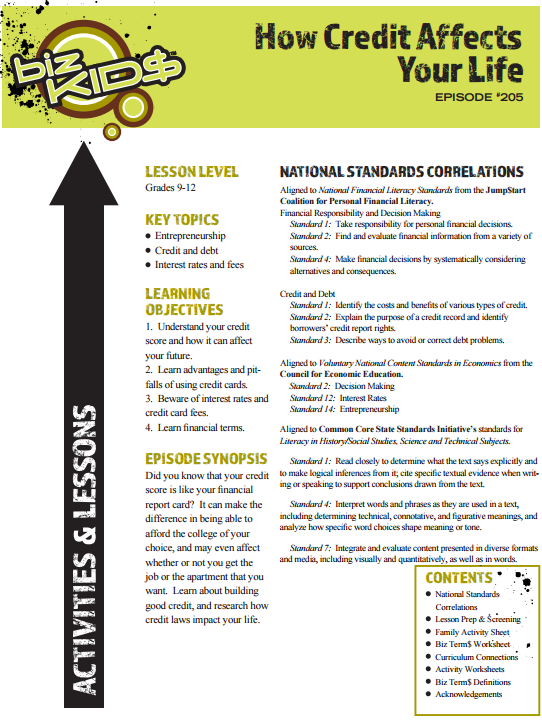 biz
KID$
How Credit Affects
Your Life
EPISODE #205
ACTIVITIES & LESSONS
LESSON LEVEL
Grades 9-12
KEY TOPICS
● Entrepreneurship
● Credit and debt
● Interest rates and fees
LEARNING
OBJECTIVES
1. Understand your credit
score and how it can affect
your future.
2. Learn advantages and pit-
falls of using credit cards.
3. Beware of interest rates and
credit card fees.
4. Learn financial terms.
EPISODE SYNOPSIS
Did you know that your credit
score is like your financial
report card? It can make the
difference in being able to
afford the college of your
choice, and may even affect
whether or not you get the
job or the apartment that you
want. Learn about building
good credit, and research how
credit laws impact your life.
NATIONAL STANDARDS CORRELATIONS
Aligned to National Financial Literacy Standards from the JumpStart
Coalition for Personal Financial Literacy.
Financial Responsibility and Decision Making
Standard 1: Take responsibility for personal financial decisions.
Standard 2: Find and evaluate financial information from a variety of
sources.
Standard 4: Make financial decisions by systematically considering
alternatives and consequences.
Credit and Debt
Standard 1: Identify the costs and benefits of various types of credit.
Standard 2: Explain the purpose of a credit record and identify
borrowers' credit report rights.
Standard 3: Describe ways to avoid or correct debt problems.
Aligned to Voluntary National Content Standards in Economics from the
Council for Economic Education.
Standard 2: Decision Making
Standard 12: Interest Rates
Standard 14: Entrepreneurship
Aligned to Common Core State Standards Initiative's standards for
Literacy in History/Social Studies, Science and Technical Subjects.
Standard 1: Read closely to determine what the text says explicitly and
to make logical inferences from it; cite specific textual evidence when writ-
ing or speaking to support conclusions drawn from the text.
Standard 4: Interpret words and phrases as they are used in a text,
including determining technical, connotative, and figurative meanings, and
analyze how specific word choices shape meaning or tone.
Standard 7: Integrate and evaluate content presented in diverse formats
and media, including visually and quantitatively, as well as in words.
CONTENTS
● National Standards
Correlations
● Lesson Prep & Screening
● Family Activity Sheet
● Biz Term$ Worksheet
● Curriculum Connections
● Activity Worksheets
● Biz Term$ Definitions
● Acknowledgements